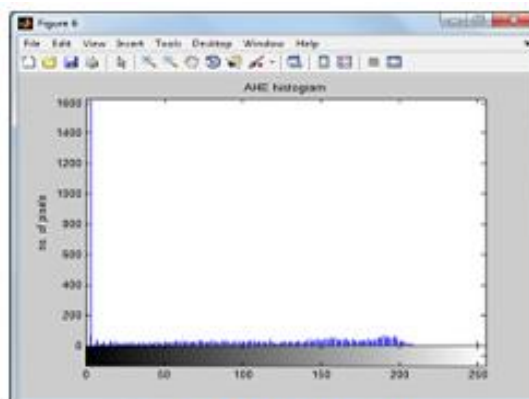 Figure 6
File Edit View Insert Tools Desktop Window Help
AHE histogram
no. of pixels
1600
1400
1200
1000
800
600
400
200
0
0 50 100 150 200 250